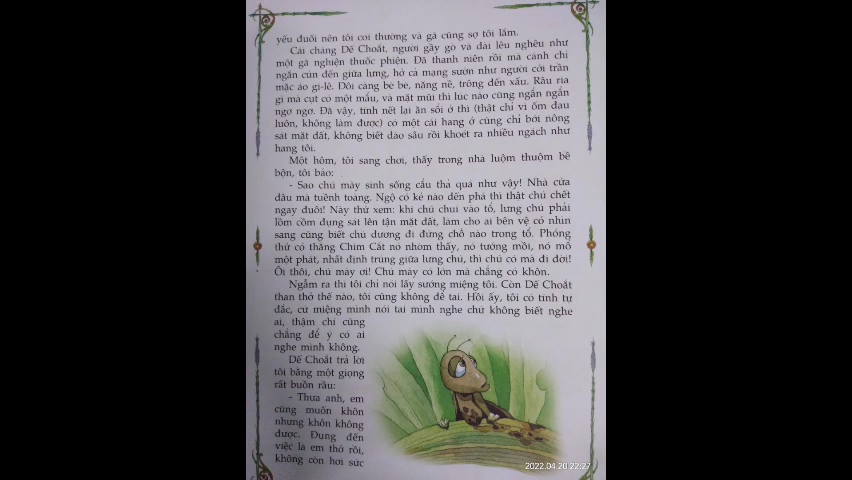 yếu đuối nên tôi coi thường và gã cũng sợ tôi lắm.
Cái chàng Dế Choắt, người gầy gò và dài lêu nghêu như
một gã nghiện thuốc phiện. Đã thanh niên rồi mà cánh chỉ
ngắn củn đến giữa lưng, hở cả mạng sườn như người cởi trần
mặc áo gi-lê. Đôi càng bè bè, nặng nề, trông đến xấu. Râu ria
gì mà cụt có một mẩu, và mặt mũi thì lúc nào cũng ngẩn ngẩn
ngơ ngơ. Đã vậy, tính nết lại ăn xổi ở thì (thật chỉ vì ốm đau
luôn, không làm được) có một cái hang ở cũng chỉ bới nông
sát mặt đất, không biết đào sâu rồi khoét ra nhiều ngách như
hang tôi.
Một hôm, tôi sang chơi, thấy trong nhà luộm thuộm bề
bộn, tôi bảo:
- Sao chú mày sinh sống cẩu thả quá như vậy! Nhà cửa
đâu mà tuềnh toàng. Ngộ có kẻ nào đến phá thì thật chú chết
ngay đuôi! Này thử xem: khi chú chui vào tổ, lưng chú phải
lồm cồm đụng sát lên tận mặt đất, làm cho ai bên vệ cỏ nhìn
sang cũng biết chú đương đi đứng chỗ nào trong tổ. Phỏng
thử có thằng Chim Cắt nó nhòm thấy, nó tưởng mồi, nó mổ
một phát, nhất định trúng giữa lưng chú, thì chú có mà đi đời!
Ôi thôi, chú mày ơi! Chú mày có lớn mà chẳng có khôn.
Ngẫm ra thì tôi chỉ nói lấy sướng miệng tôi. Còn Dế Choắt
than thở thế nào, tôi cũng không để tai. Hồi ấy, tôi có tính tự
đắc, cứ miệng mình nói tai mình nghe chứ không biết nghe
ai, thậm chí cũng
chẳng để ý có ai
nghe mình không.
Dế Choắt trả lời
tôi bằng một giọng
rất buồn rầu:
- Thưa anh, em
cũng muốn khôn
nhưng khôn không
được. Đụng đến
việc là em thở rồi,
không còn hơi sức
2022.04.20 22:27